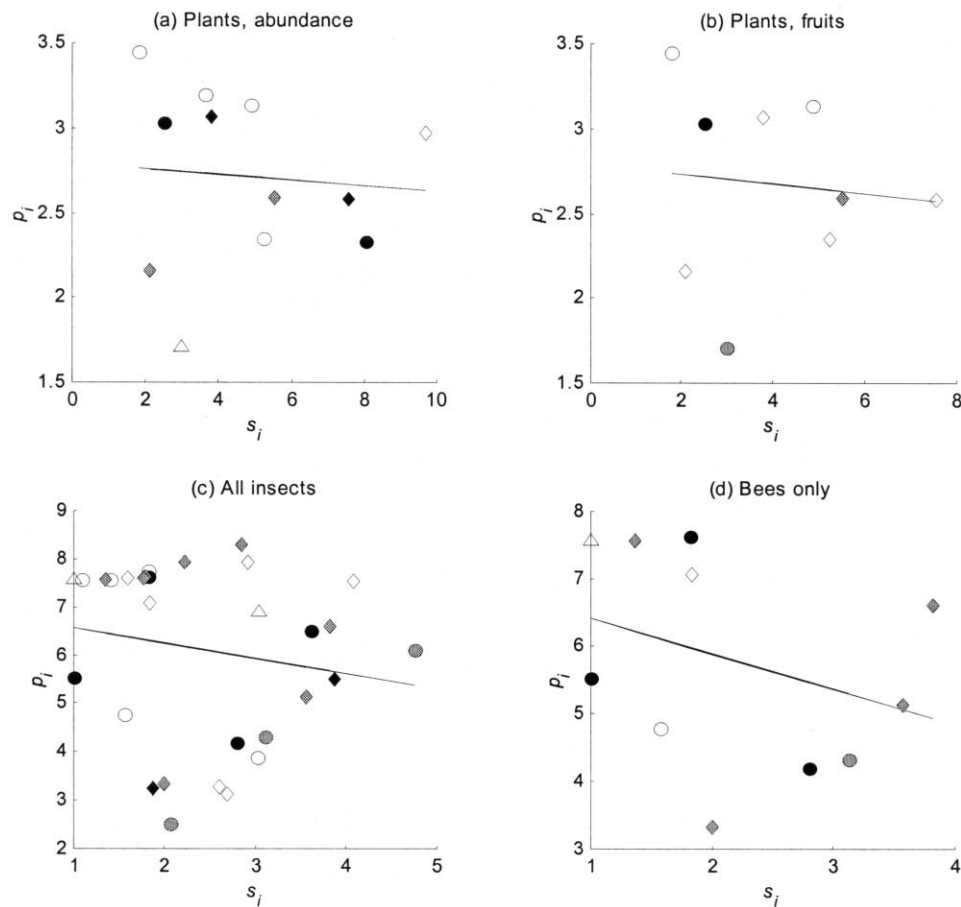 (a) Plants, abundance
3.5
3
2.5
2
1.5
p_i
0 2 4 6 8 10
s_i
(b) Plants, fruits
3.5
3
2.5
2
1.5
p_i
0 2 4 6 8
s_i
(c) All insects
9
8
7
6
5
4
3
2
p_i
1 2 3 4 5
s_i
(d) Bees only
8
7
6
5
4
3
p_i
1 2 3 4
s_i